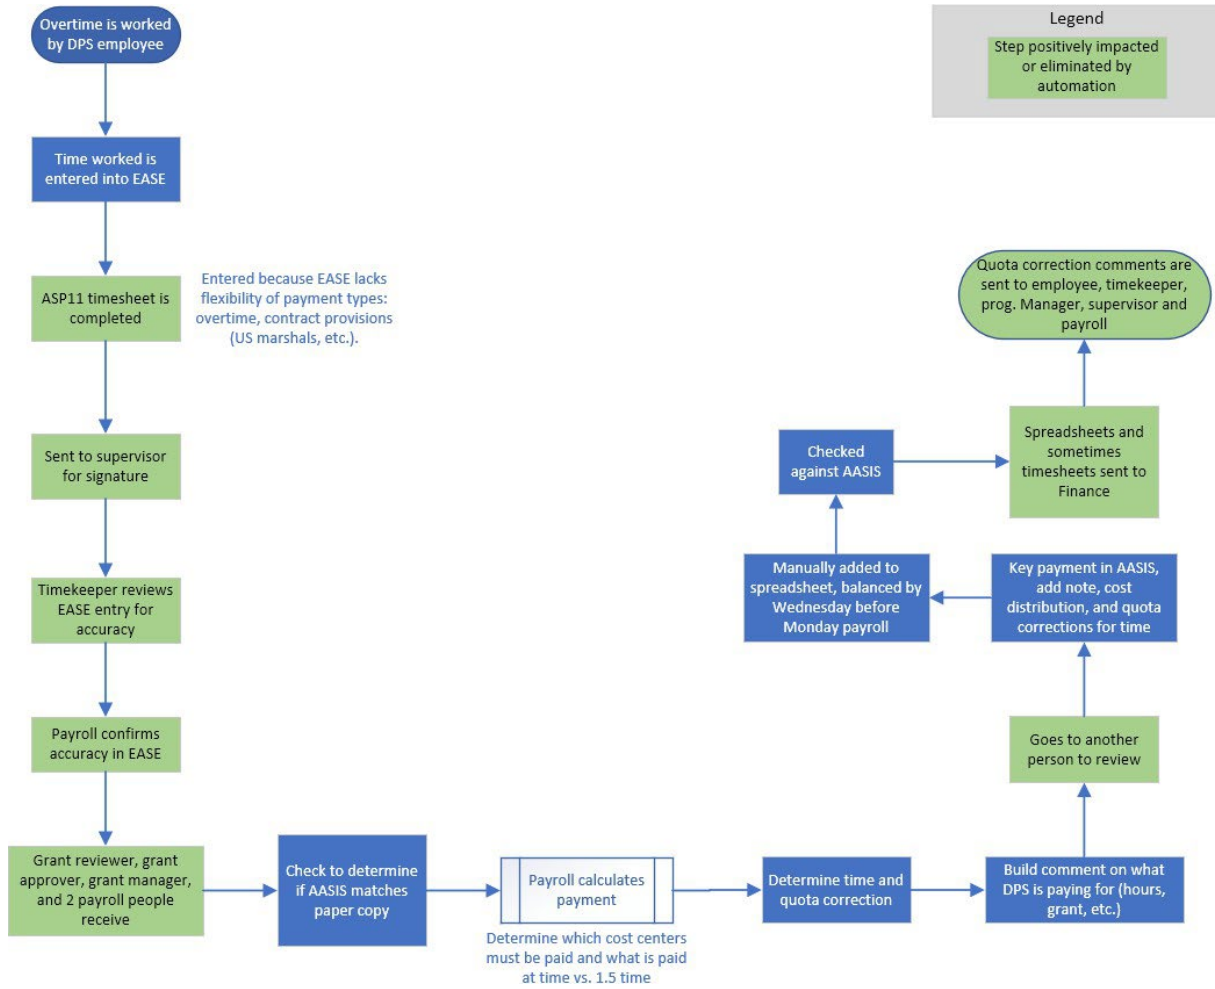 Overtime is worked
by DPS employee
Legend
Step positively impacted
or eliminated by
automation
Time worked is
entered into EASE
ASP11 timesheet is
completed
Entered because EASE lacks
flexibility of payment types:
overtime, contract provisions
(US marshals, etc.).
Sent to supervisor
for signature
Timekeeper reviews
EASE entry for
accuracy
Payroll confirms
accuracy in EASE
Grant reviewer, grant
approver, grant manager,
and 2 payroll people
receive
Check to determine
if AASIS matches
paper copy
Payroll calculates
payment
Determine which cost centers
must be paid and what is paid
at time vs. 1.5 time
Determine time and
quota correction
Build comment on what
DPS is paying for (hours,
grant, etc.)
Goes to another
person to review
Key payment in AASIS,
add note, cost
distribution, and quota
corrections for time
Manually added to
spreadsheet, balanced by
Wednesday before
Monday payroll
Checked
against AASIS
Spreadsheets and
sometimes
timesheets sent to
Finance
Quota correction comments are
sent to employee, timekeeper,
prog. Manager, supervisor and
payroll